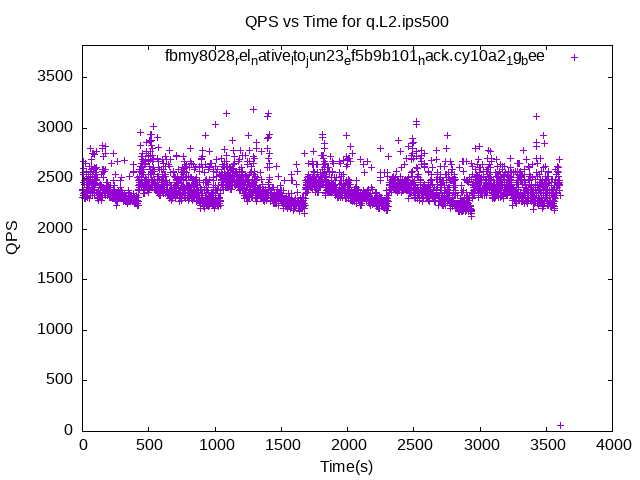 QPS vs Time for q.L2.ips500
fbmy8028relnativeltojun23ef5b9b101hack.cy10a21gbee
3500
3000
2500
2000
1500
1000
500
0
QPS
0 500 1000 1500 2000 2500 3000 3500 4000
Time(s)